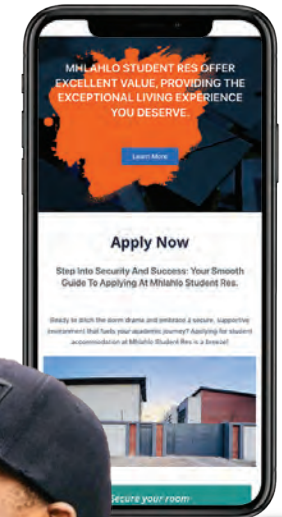 MHLAHLO STUDENT RES OFFER
EXCELLENT VALUE, PROVIDING THE
EXCEPTIONAL LIVING EXPERIENCE
YOU DESERVE.
Learn More
Apply Now
Step Into Security And Success: Your Smooth
Guide To Applying At Mhlahlo Student Res.
Ready to ditch the dorm drama and embrace a secure, supportive
environment that fuels your academic journey? Applying for student
accommodation at Mhlahlo Student Res is a breeze!
Secure your room